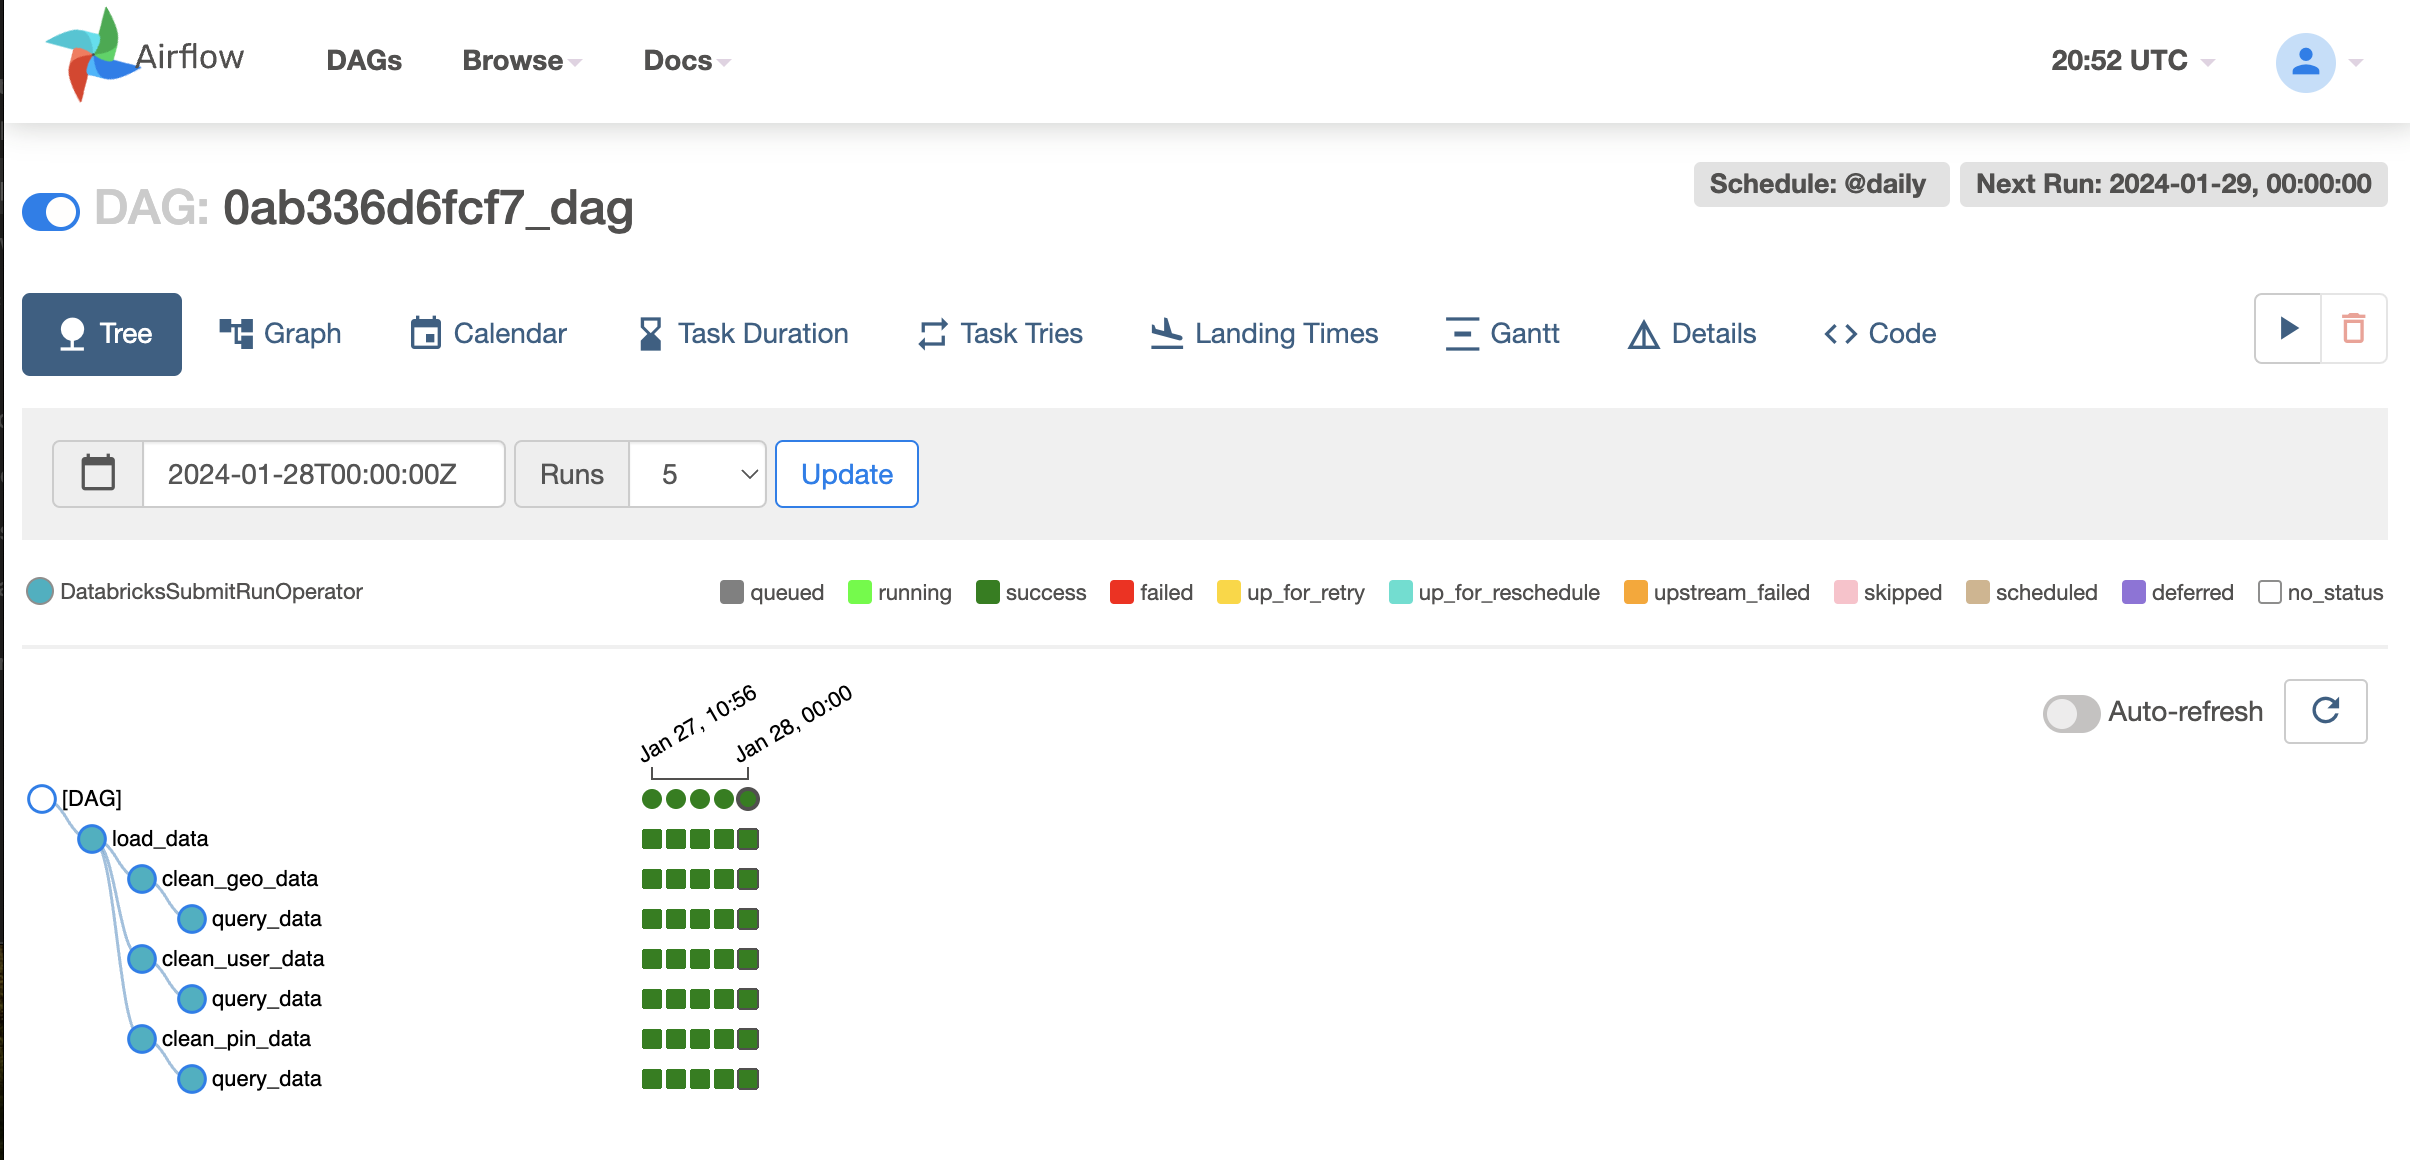 Airflow DAGs Browse Docs 20:52 UTC
Schedule: @daily Next Run: 2024-01-29, 00:00:00
DAG: 0ab336d6fcf7_dag
Tree Graph Calendar Task Duration Task Tries Landing Times Gantt Details Code
2024-01-28T00:00:00Z Runs 5 Update
DatabricksSubmitRunOperator queued running success failed up_for_retry up_for_reschedule upstream_failed skipped scheduled deferred no_status
Jan 27, 10:56
Jan 28, 00:00
Auto-refresh
[DAG]
load_data
clean_geo_data
query_data
clean_user_data
query_data
clean_pin_data
query_data